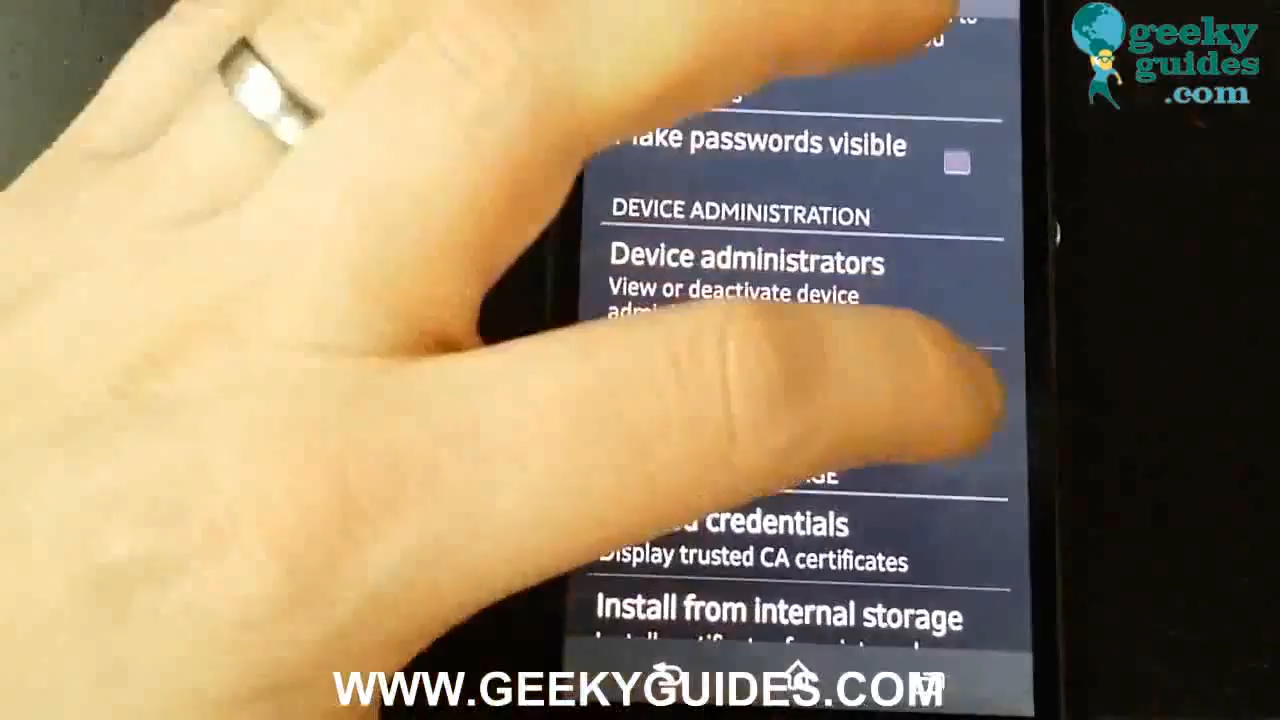 geeky
guides
.com
to
passwords visible
DEVICE ADMINISTRATION
Device administrators
View or deactivate device
credentials
Display trusted CA certificates
Install from internal storage
WWW.GEEKYGUIDES.COM